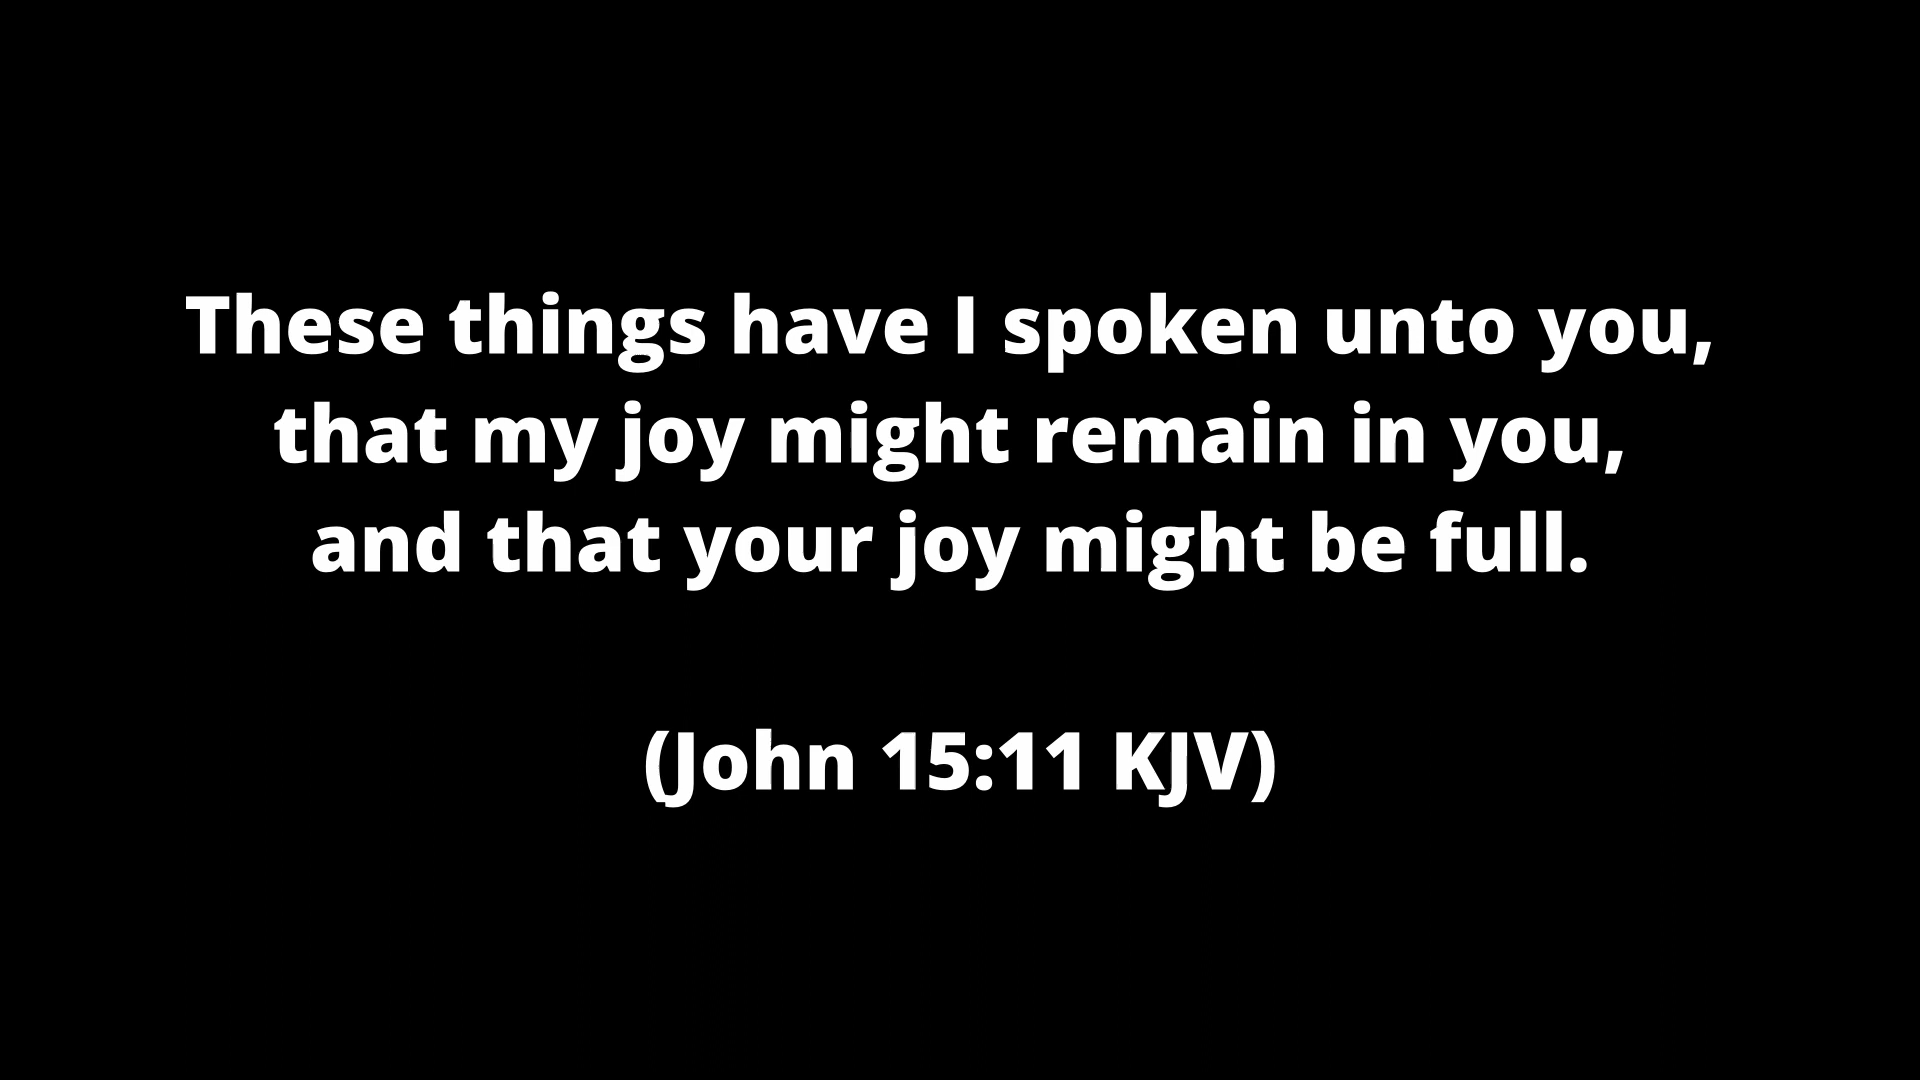 These things have I spoken unto you,
that my joy might remain in you,
and that your joy might be full.
(John 15:11 KJV)